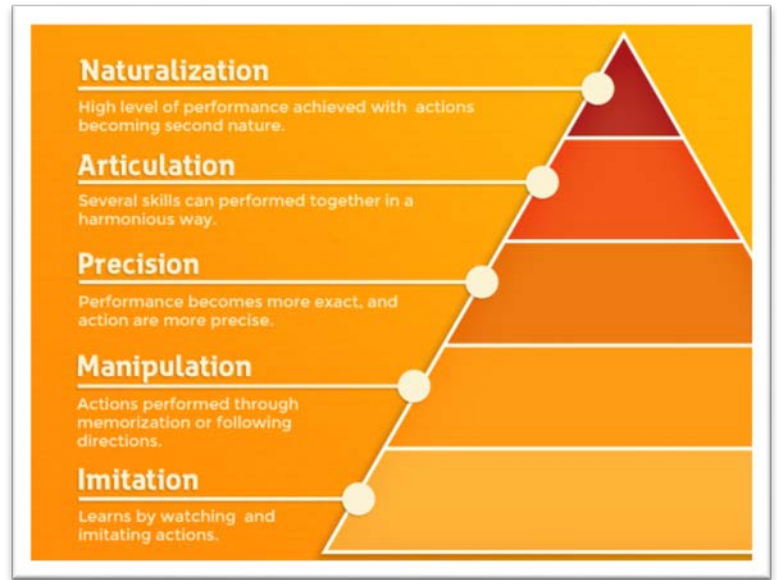 Naturalization
High level of performance achieved with actions
becoming second nature.
Articulation
Several skills can performed together in a
harmonious way.
Precision
Performance becomes more exact, and
action are more precise.
Manipulation
Actions performed through
memorization or following
directions.
Imitation
Learns by watching and
imitating actions.